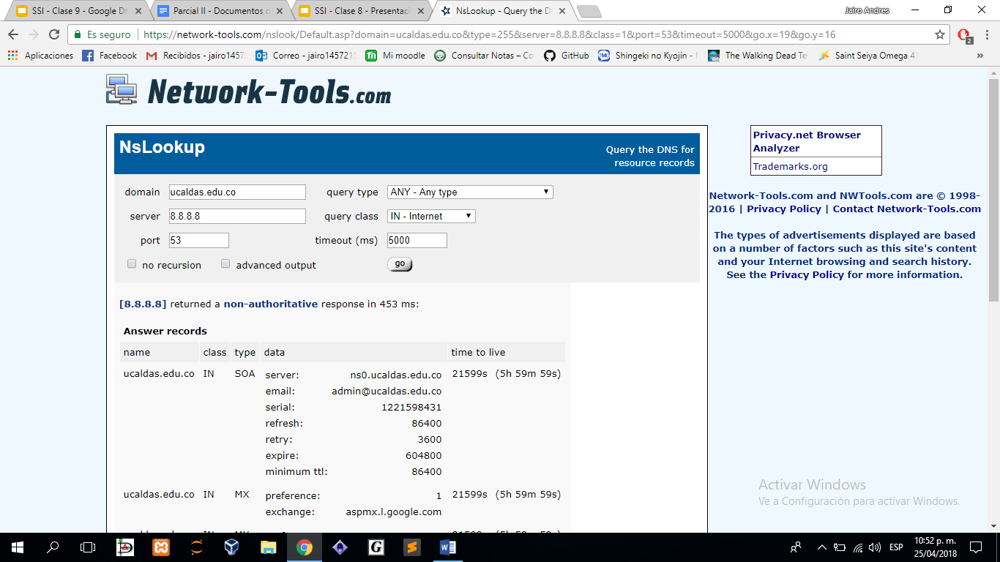 SSI - Clase 9 - Google Dr
Parcial II - Documentos d
SSI - Clase 8 - Presentaci
NsLookup - Query the D
Jairo Andres
Es seguro
https://network-tools.com/nslook/Default.asp?domain=ucaldas.edu.co&type=255&server=8.8.8.8&class=1&port=53&timeout=5000&go.x=19&go.y=16
2
Aplicaciones
Facebook
Recibidos - jairo1457
Correo - jairo145721
Mi moodle
Consultar Notas – Co
GitHub
Shingeki no Kyojin -
The Walking Dead Te
Saint Seiya Omega 4
»
Network-Tools.com
NsLookup
Query the DNS for
resource records
domain ucaldas.edu.co query type ANY - Any type
server 8.8.8.8 query class IN - Internet
port 53 timeout (ms) 5000
no recursion advanced output go
[8.8.8.8] returned a non-authoritative response in 453 ms:
Answer records
name class type data time to live
ucaldas.edu.co IN SOA server: ns0.ucaldas.edu.co 21599s (5h 59m 59s)
email: admin@ucaldas.edu.co
serial: 1221598431
refresh: 86400
retry: 3600
expire: 604800
minimum ttl: 86400
ucaldas.edu.co IN MX preference: 1 21599s (5h 59m 59s)
exchange: aspmx.l.google.com
Privacy.net Browser
Analyzer
Trademarks.org
Network-Tools.com and NWTools.com are © 1998-
2016 | Privacy Policy | Contact Network-Tools.com
The types of advertisements displayed are based
on a number of factors such as this site's content
and your Internet browsing and search history.
See the Privacy Policy for more information.
Activar Windows
Ve a Configuración para activar Windows.
ESP
10:52 p. m.
25/04/2018